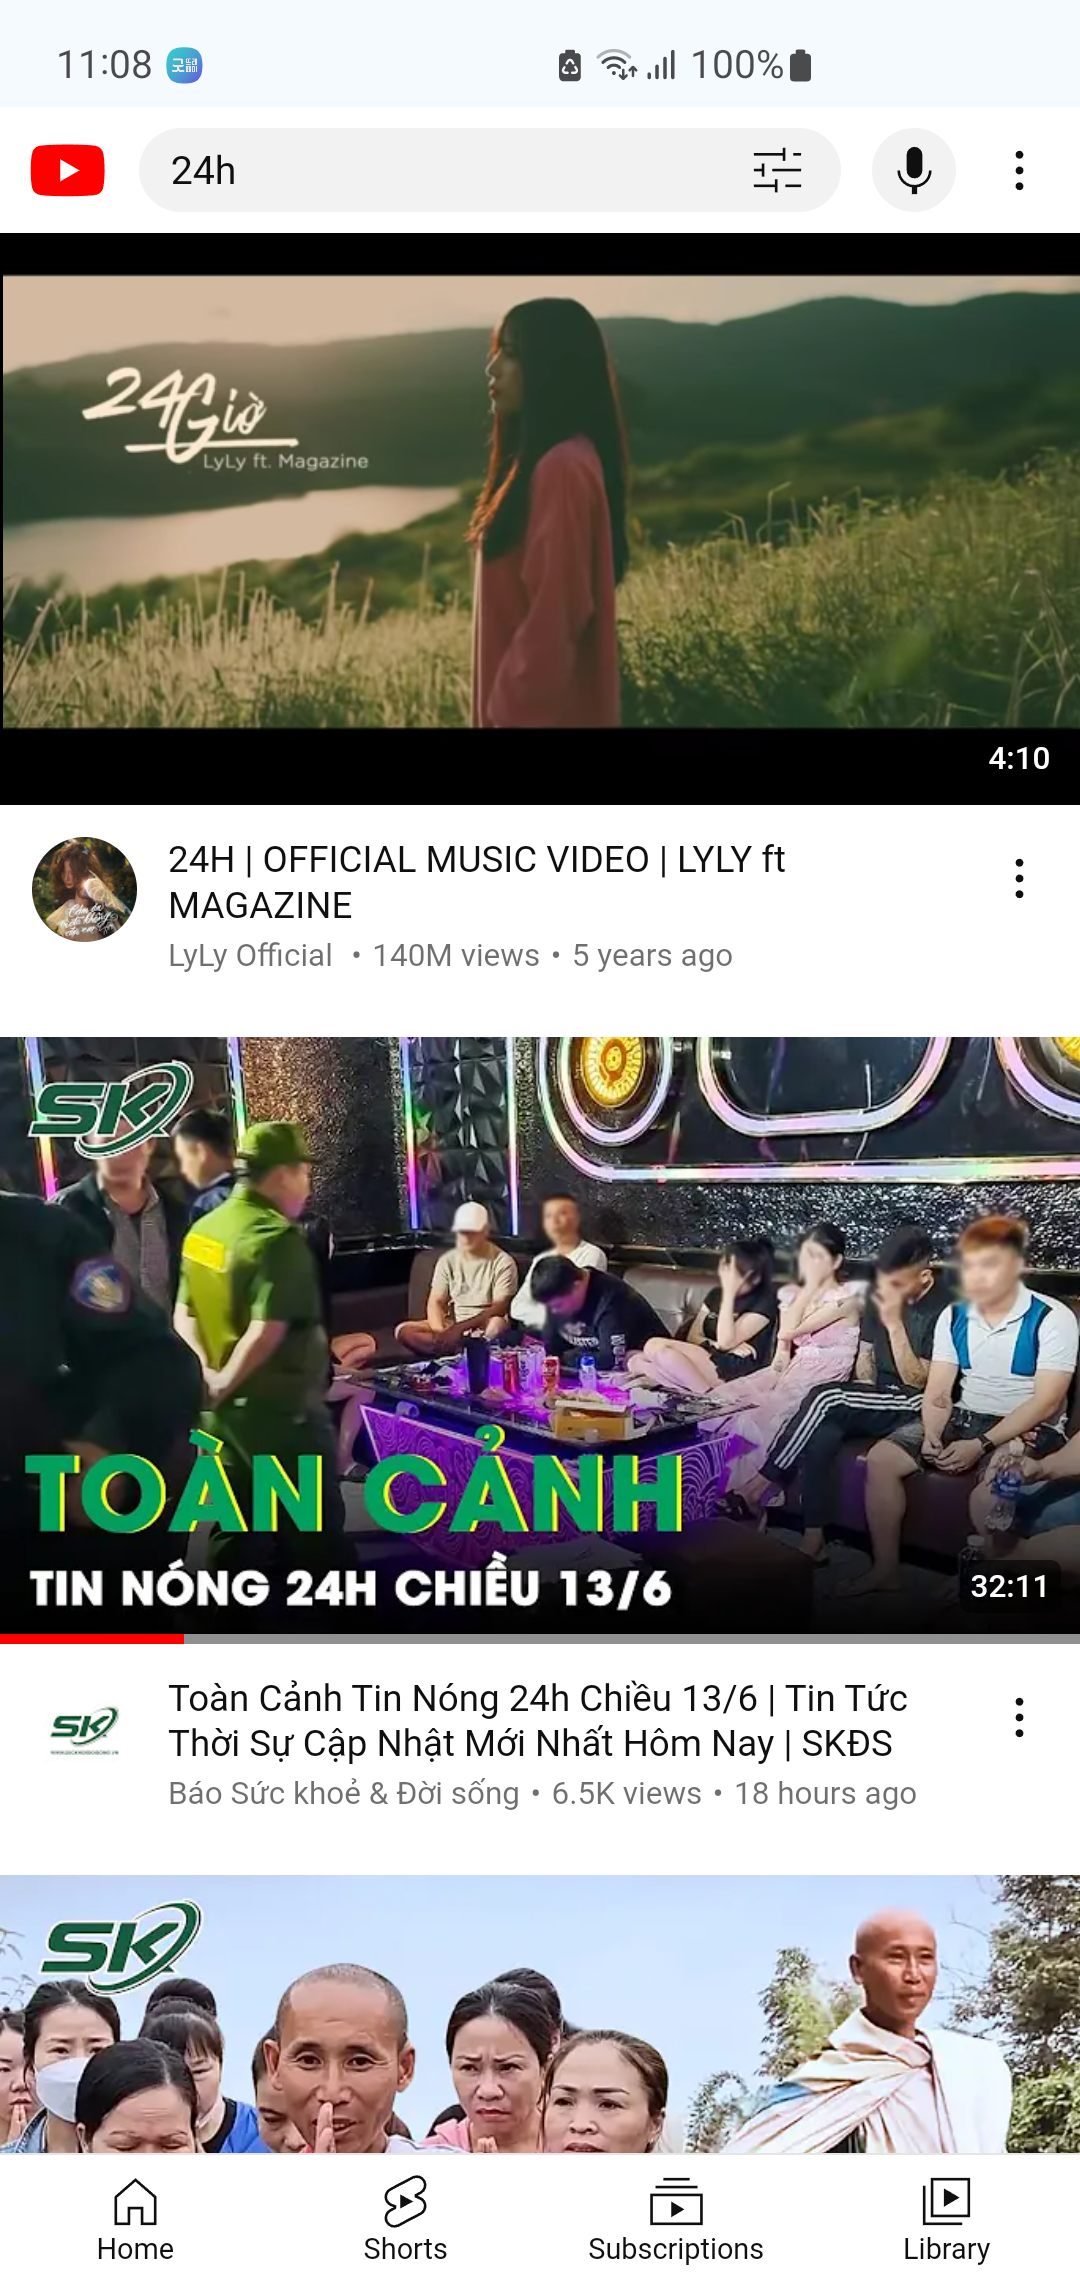 11:08
100%
24h
24 Giờ
LyLy ft. Magazine
4:10
24H | OFFICIAL MUSIC VIDEO | LYLY ft
MAGAZINE
LyLy Official • 140M views • 5 years ago
SK
TOÀN CẢNH
TIN NÓNG 24H CHIỀU 13/6
32:11
SK
Toàn Cảnh Tin Nóng 24h Chiều 13/6 | Tin Tức
Thời Sự Cập Nhật Mới Nhất Hôm Nay | SKĐS
Báo Sức khoẻ & Đời sống • 6.5K views • 18 hours ago
SK
Home
Shorts
Subscriptions
Library